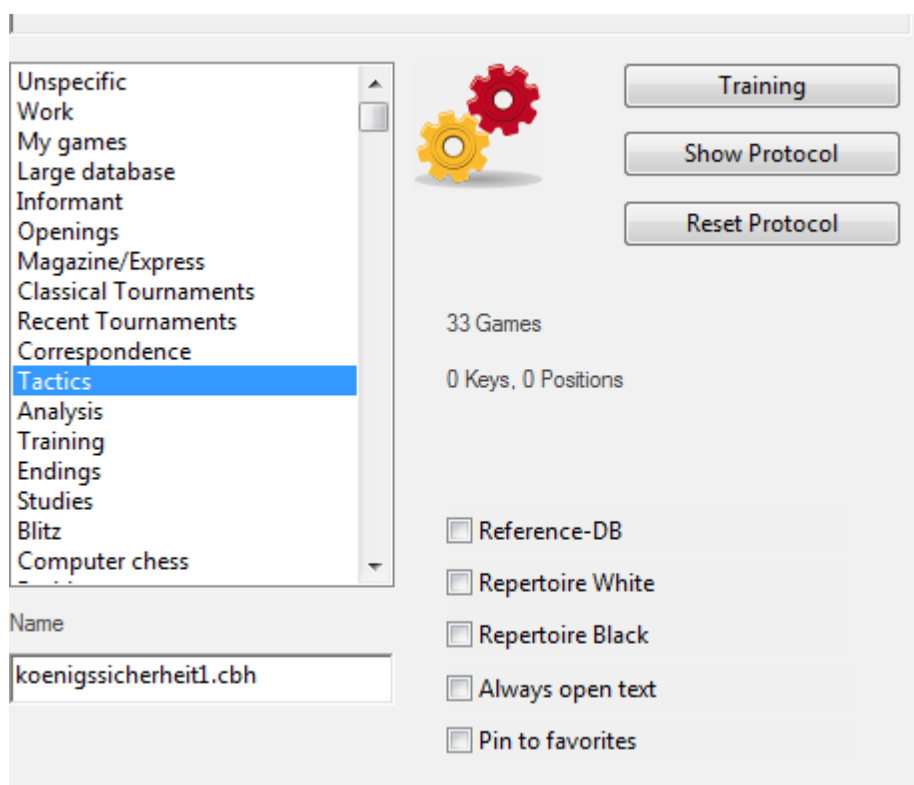 Unspecific
Work
My games
Large database
Informant
Openings
Magazine/Express
Classical Tournaments
Recent Tournaments
Correspondence
Tactics
Analysis
Training
Endings
Studies
Blitz
Computer chess
Name
koenigssicherheit1.cbh
Training
Show Protocol
Reset Protocol
33 Games
0 Keys, 0 Positions
Reference-DB
Repertoire White
Repertoire Black
Always open text
Pin to favorites